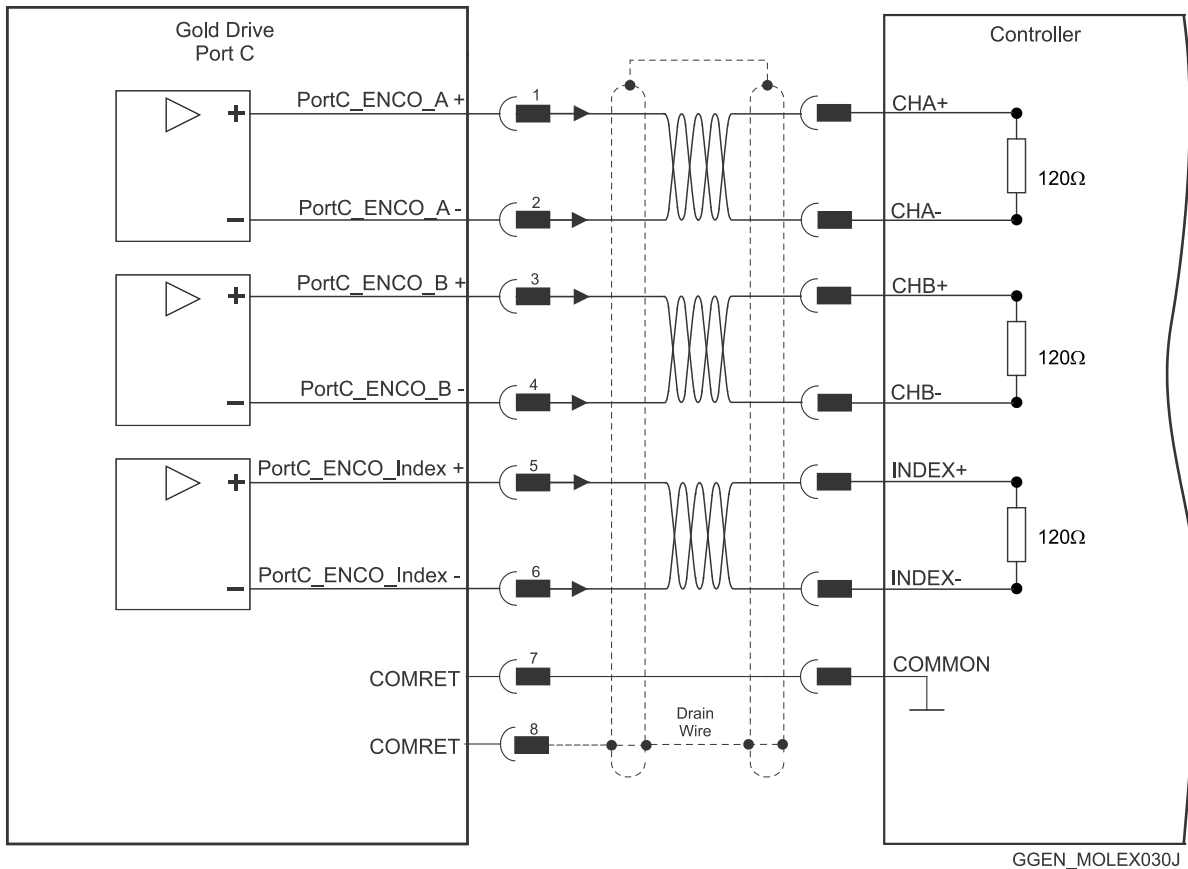 Gold Drive
Port C
Controller
PortC_ENCO_A +
1
CHA+
120Ω
PortC_ENCO_A -
2
CHA-
PortC_ENCO_B +
3
CHB+
120Ω
PortC_ENCO_B -
4
CHB-
PortC_ENCO_Index +
5
INDEX+
120Ω
PortC_ENCO_Index -
6
INDEX-
COMRET
7
COMMON
COMRET
8
Drain
Wire
GGEN_MOLEX030J